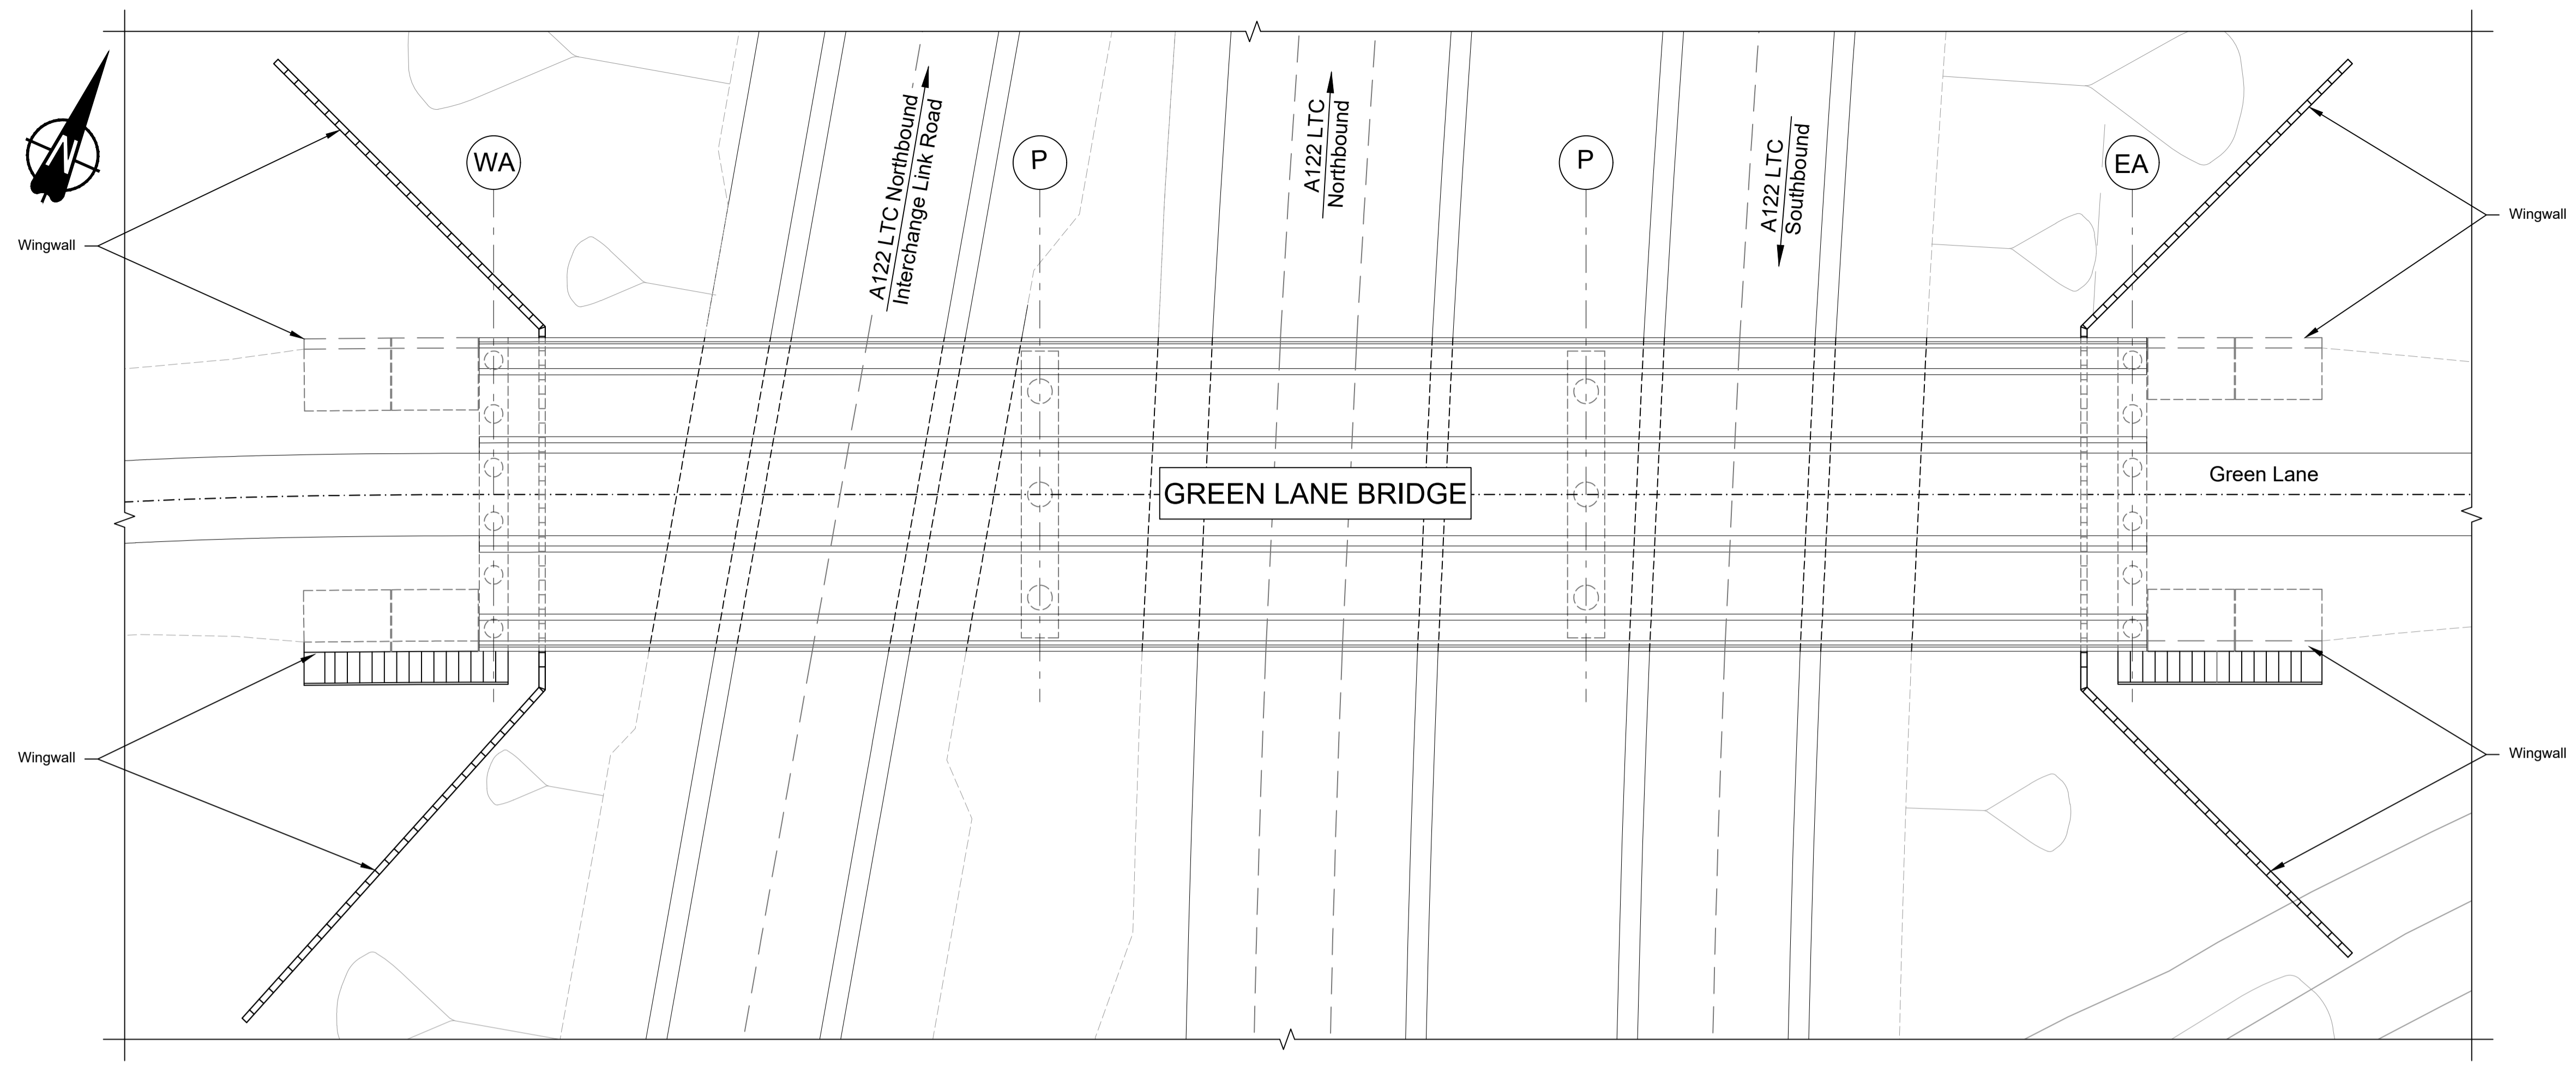 N
WA
P
P
EA
A122 LTC Northbound
Interchange Link Road
A122 LTC
Northbound
A122 LTC
Southbound
Wingwall
Wingwall
GREEN LANE BRIDGE
Green Lane
Wingwall
Wingwall